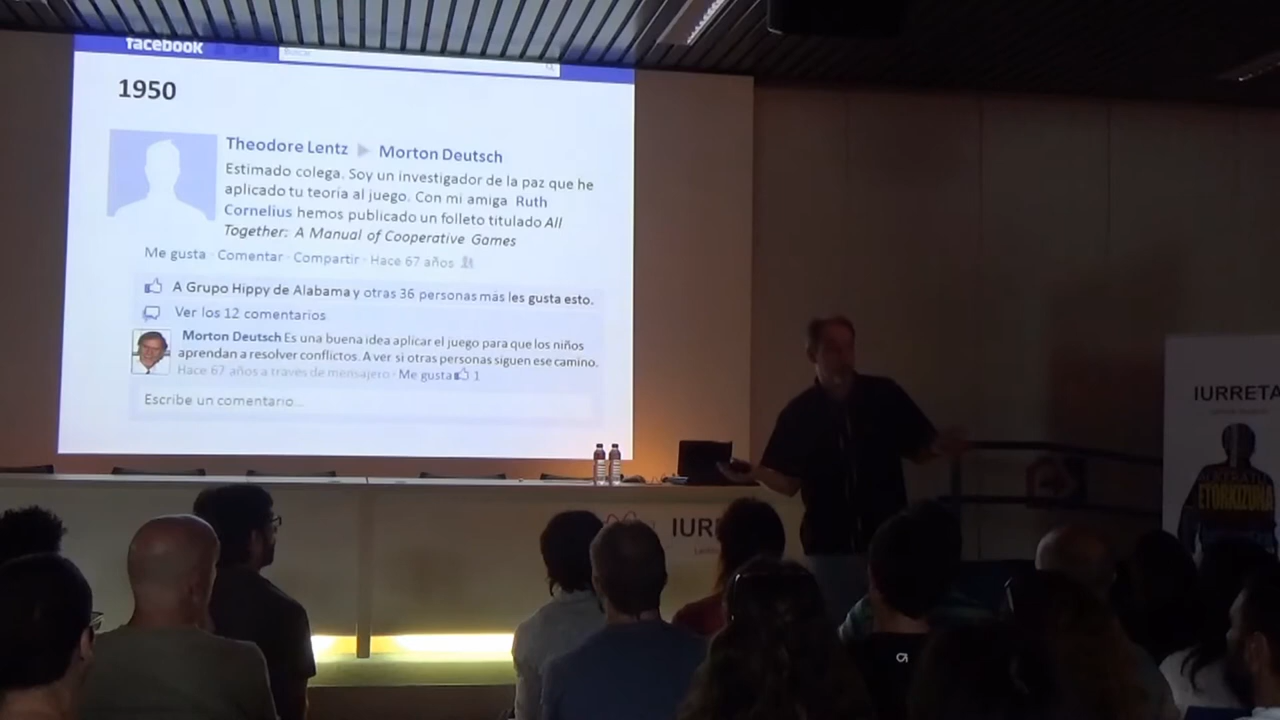 facebook
Buscar
1950
Theodore Lentz Morton Deutsch
Estimado colega. Soy un investigador de la paz que he
aplicado tu teoría al juego. Con mi amiga Ruth
Cornelius hemos publicado un folleto titulado All
Together: A Manual of Cooperative Games
Me gusta · Comentar · Compartir · Hace 67 años
A Grupo Hippy de Alabama y otras 36 personas más les gusta esto.
Ver los 12 comentarios
Morton Deutsch Es una buena idea aplicar el juego para que los niños
aprendan a resolver conflictos. A ver si otras personas siguen ese camino.
Hace 67 años a traves de mensajero · Me gusta 1
Escribe un comentario...
IURRETA
ETORKIZUNA
IURR